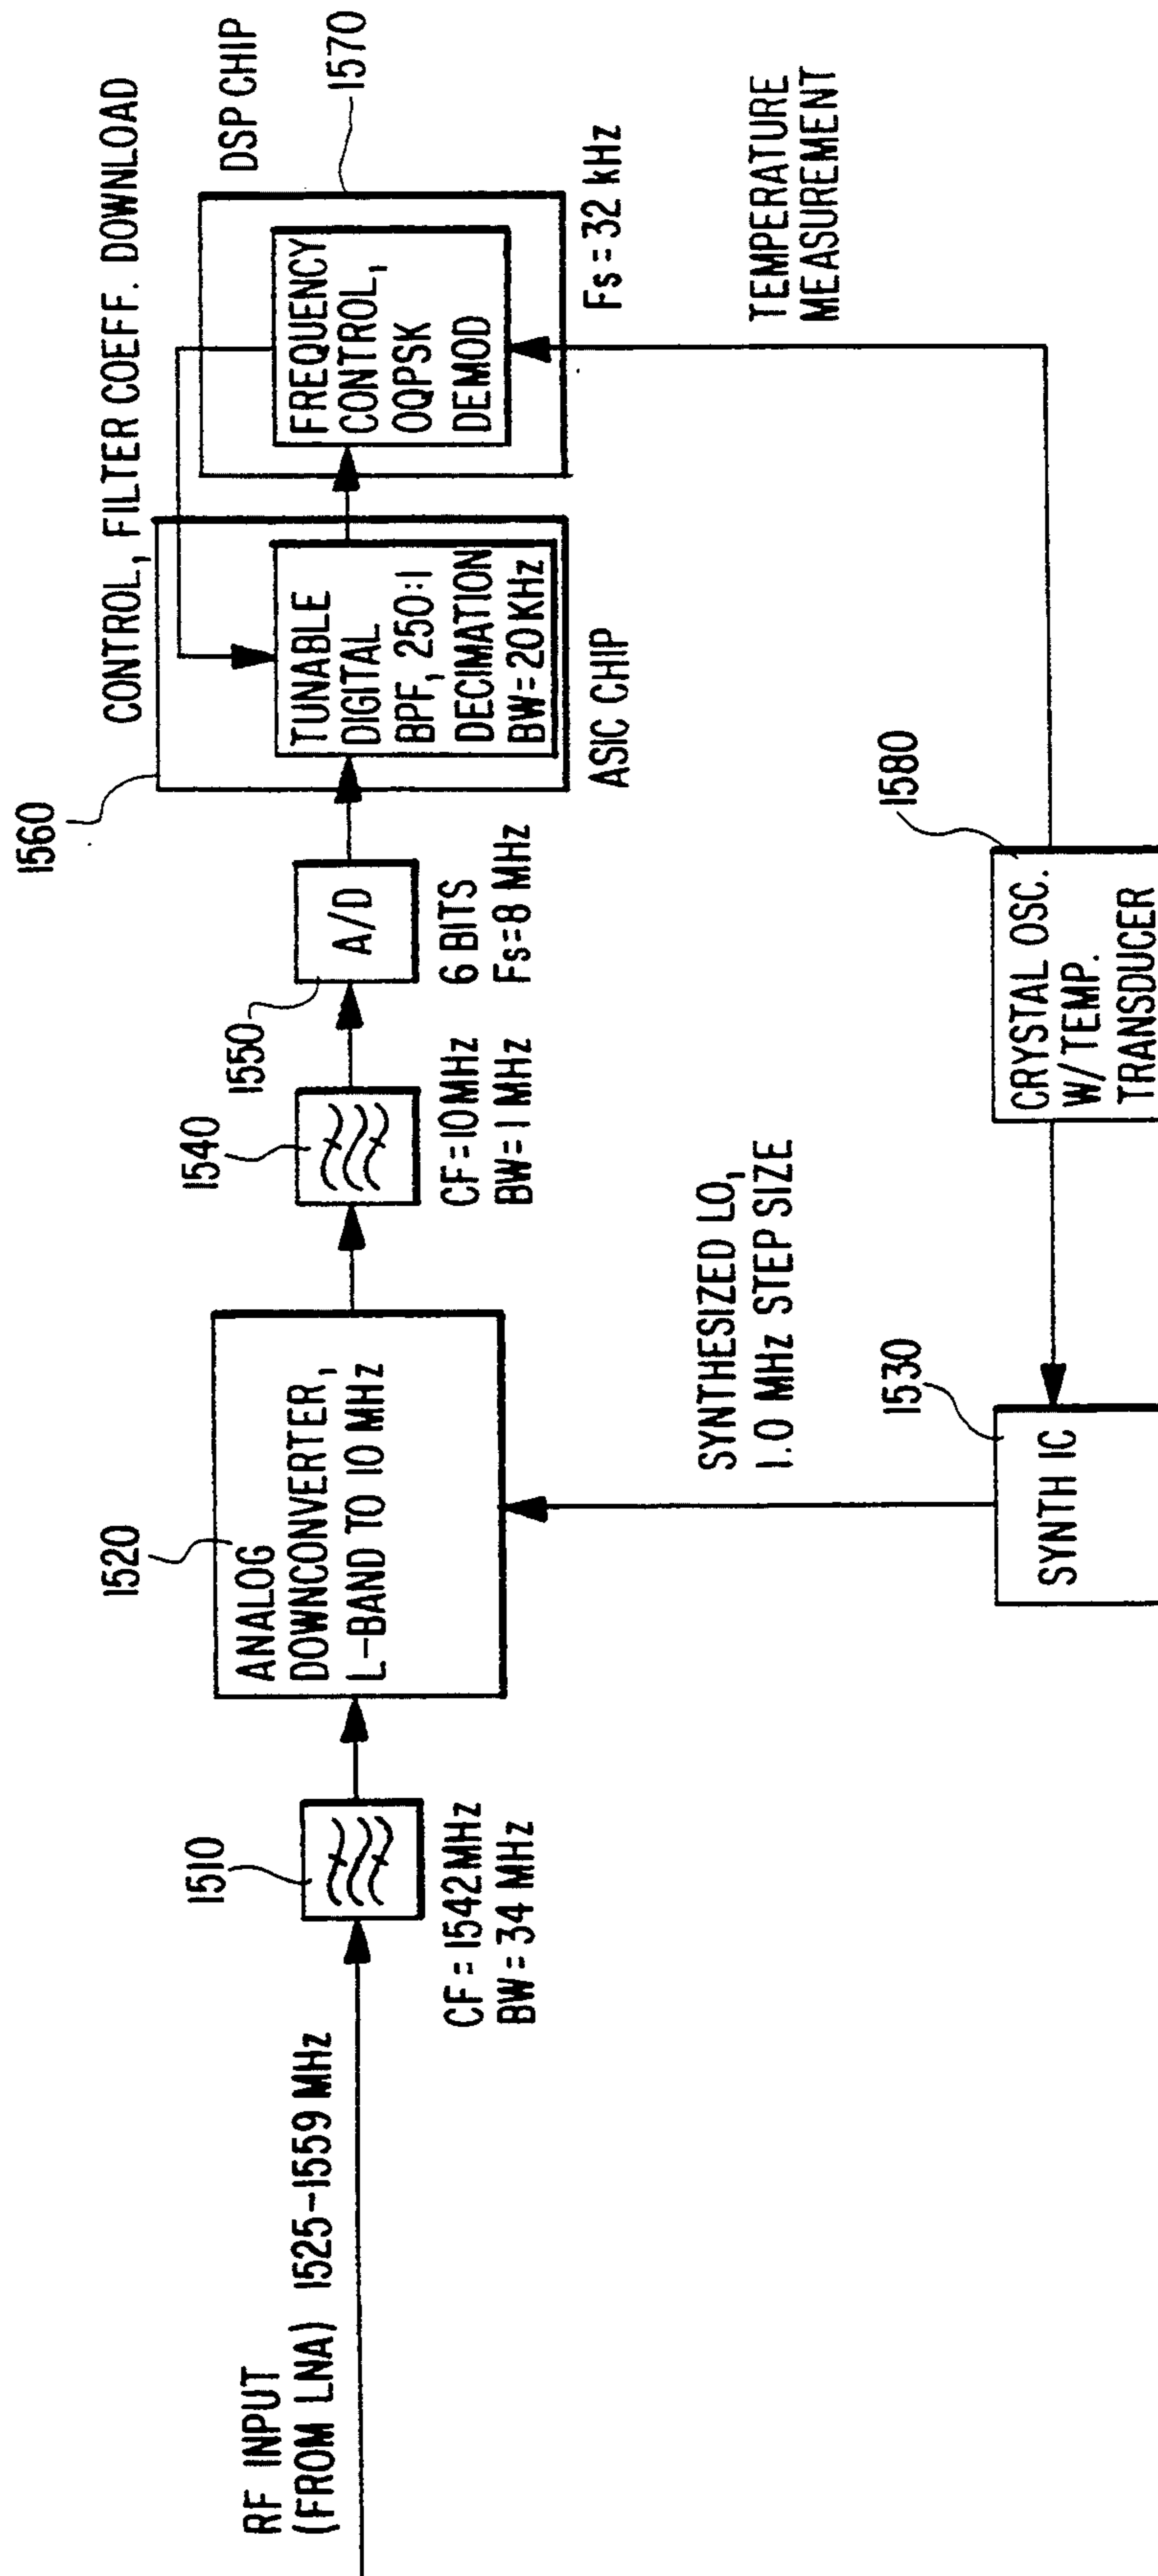 RF INPUT
(FROM LNA) 1525-1559 MHz
1510
CF = 1542 MHz
BW = 34 MHz
1520
ANALOG
DOWNCONVERTER,
L-BAND TO 10 MHz
1540
CF = 10 MHz
BW = 1 MHz
1550
A/D
6 BITS
Fs = 8 MHz
1560
CONTROL, FILTER COEFF. DOWNLOAD
TUNABLE
DIGITAL
BPF, 250:1
DECIMATION
BW = 20 KHz
ASIC CHIP
DSP CHIP
1570
FREQUENCY
CONTROL,
OQPSK
DEMOD
Fs = 32 kHz
TEMPERATURE
MEASUREMENT
SYNTHESIZED LO,
1.0 MHz STEP SIZE
1530
SYNTH IC
1580
CRYSTAL OSC.
W/ TEMP.
TRANSDUCER